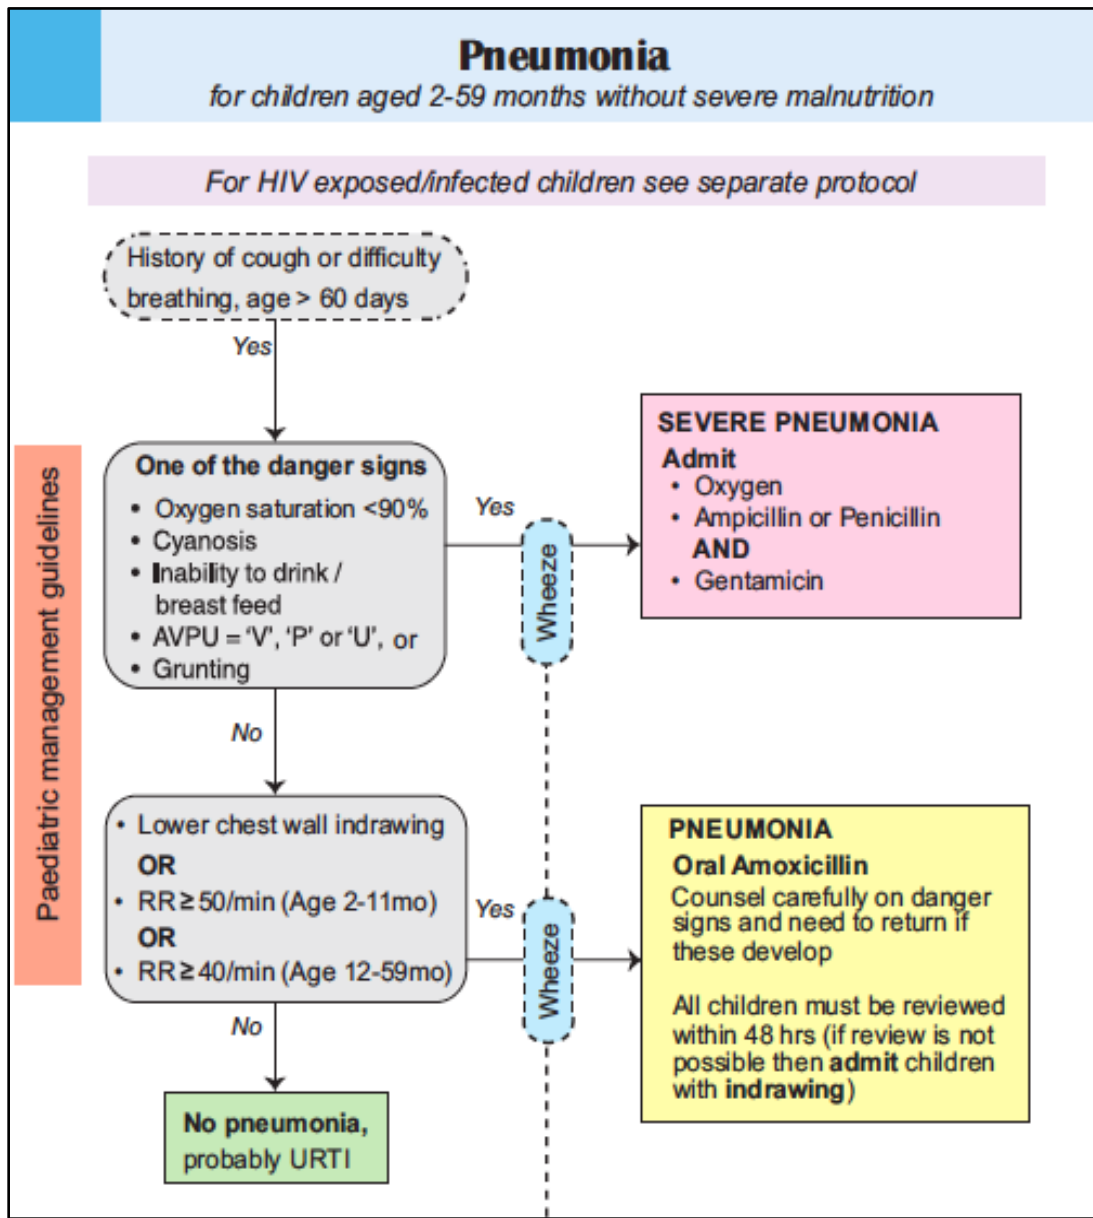 Pneumonia
for children aged 2-59 months without severe malnutrition
For HIV exposed/infected children see separate protocol
History of cough or difficulty
breathing, age > 60 days
Yes
Paediatric management guidelines
One of the danger signs
• Oxygen saturation <90%
• Cyanosis
• Inability to drink /
breast feed
• AVPU = ‘V’, ‘P’ or ‘U’, or
• Grunting
Yes
Wheeze
SEVERE PNEUMONIA
Admit
• Oxygen
• Ampicillin or Penicillin
AND
• Gentamicin
No
• Lower chest wall indrawing
OR
• RR ≥ 50/min (Age 2-11mo)
OR
• RR ≥ 40/min (Age 12-59mo)
Yes
Wheeze
PNEUMONIA
Oral Amoxicillin
Counsel carefully on danger
signs and need to return if
these develop
All children must be reviewed
within 48 hrs (if review is not
possible then admit children
with indrawing)
No
No pneumonia,
probably URTI